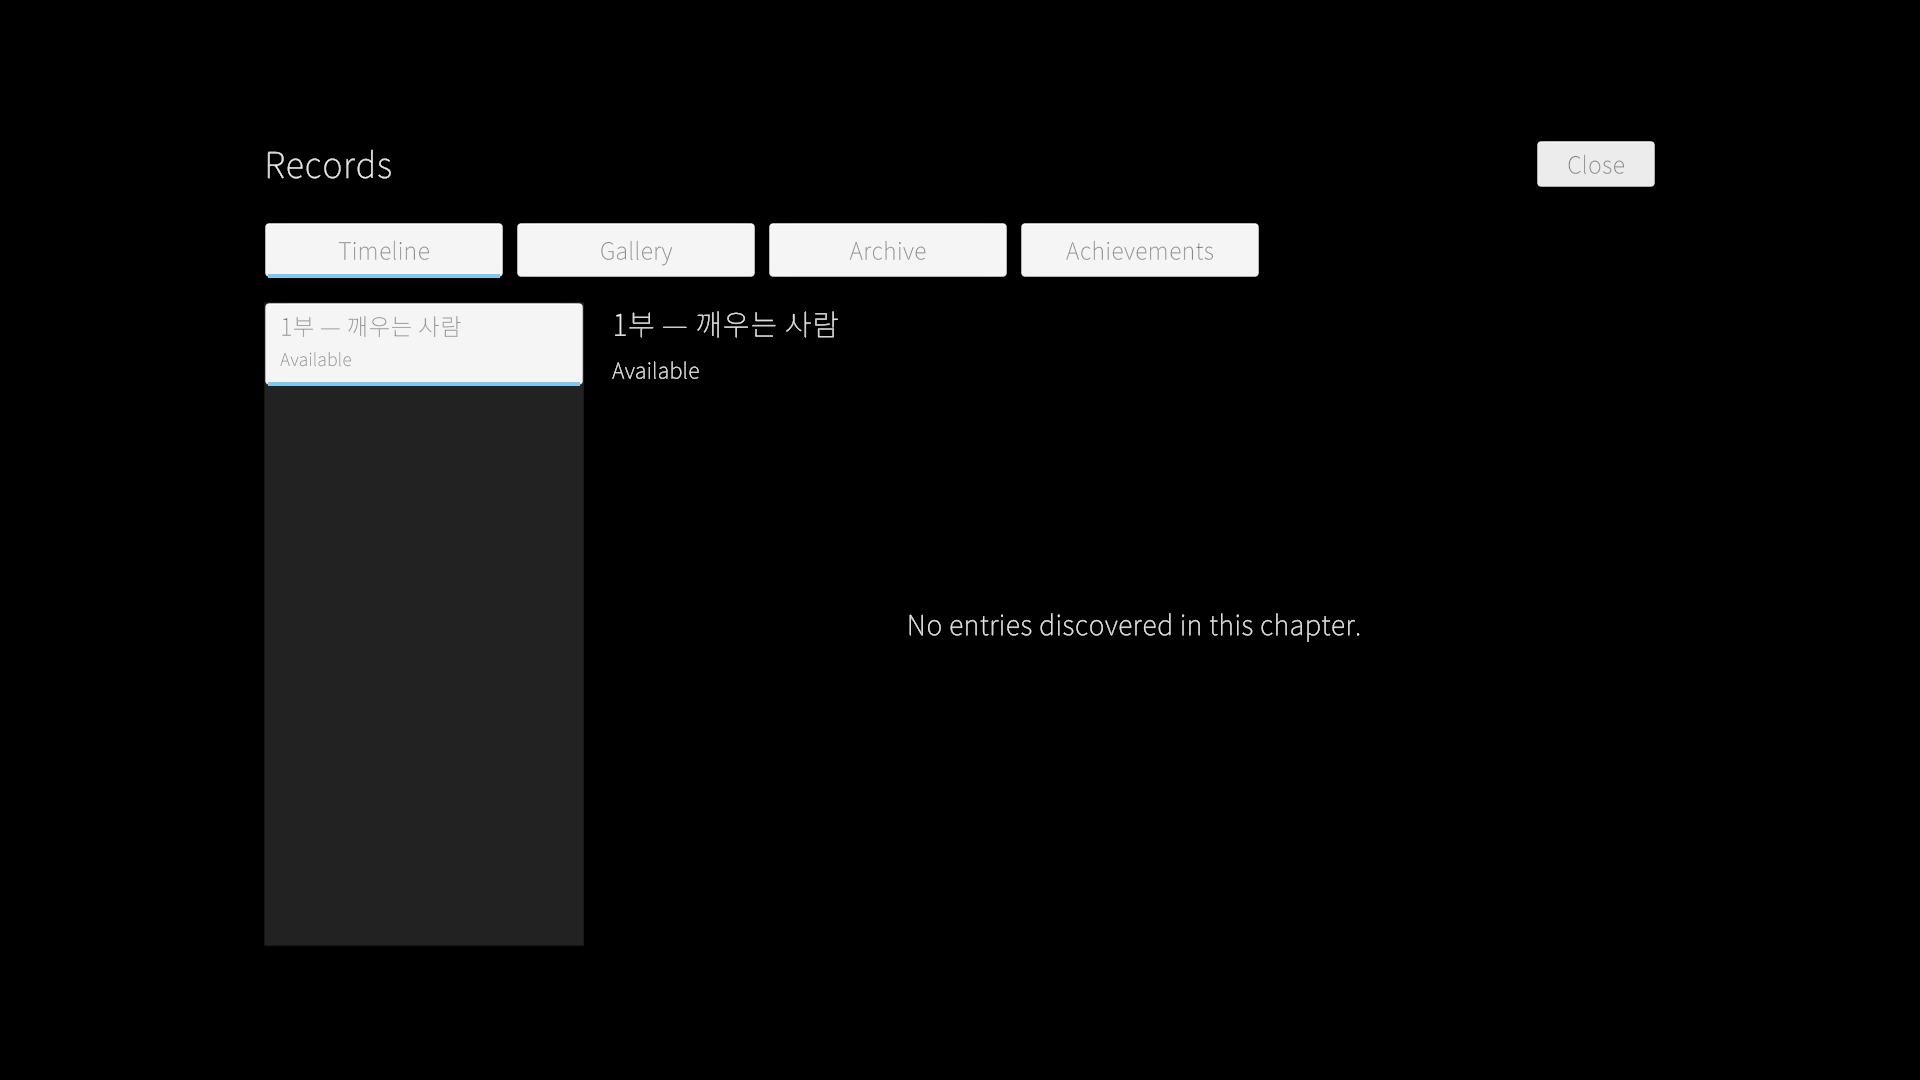 Records
Close
Timeline
Gallery
Archive
Achievements
1부 — 깨우는 사람
Available
1부 — 깨우는 사람
Available
No entries discovered in this chapter.